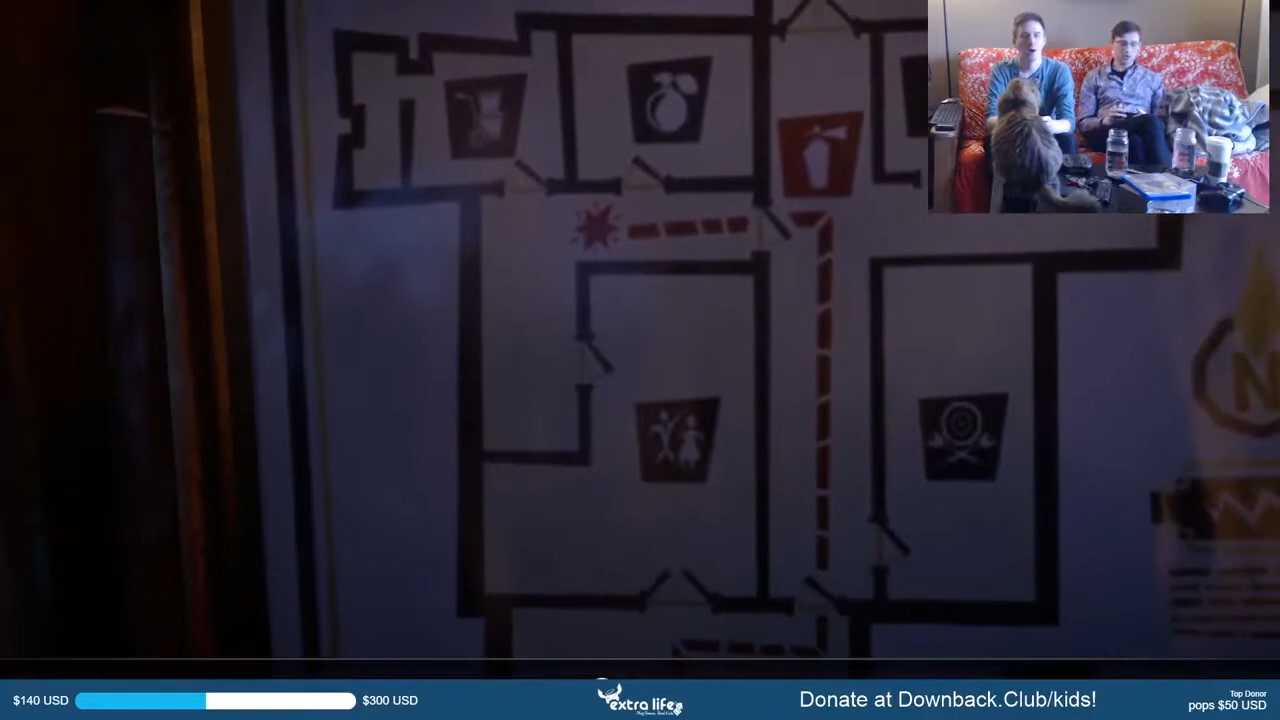 N
$140 USD
$300 USD
extra life
Donate at Downback.Club/kids!
Top Donor
pops $50 USD